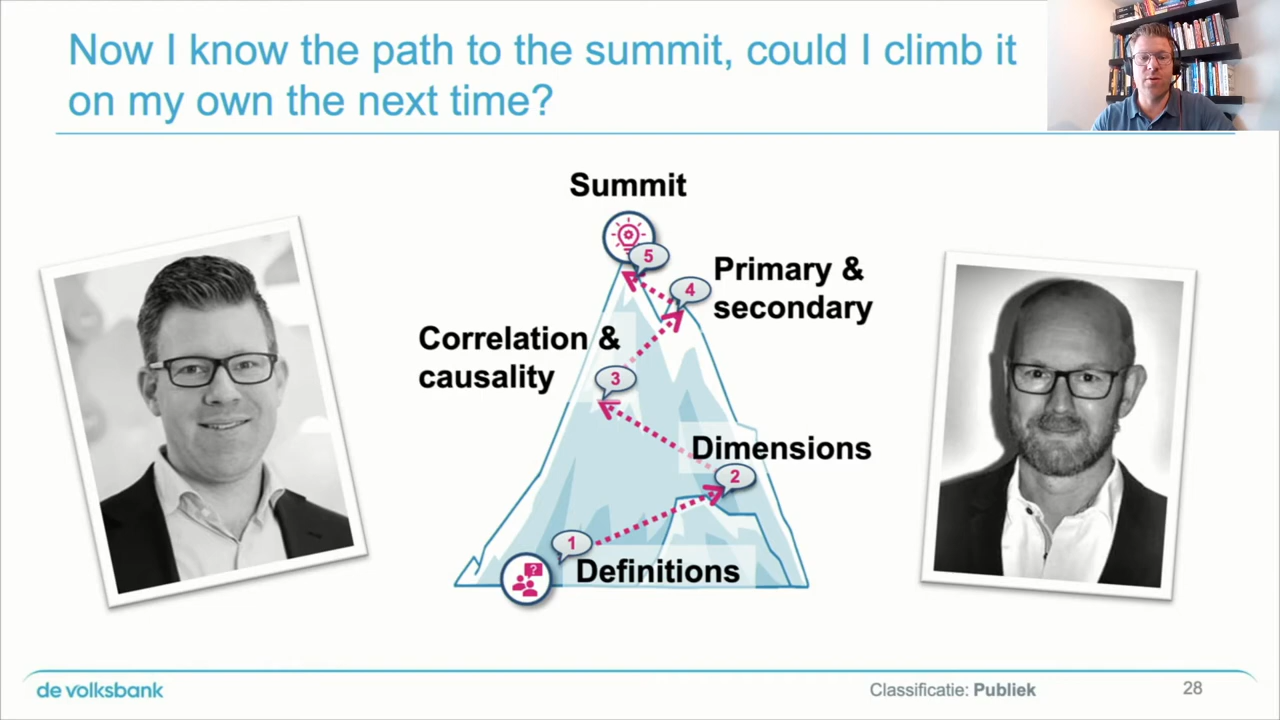 Now I know the path to the summit, could I climb it
on my own the next time?
Summit
5
4
Primary &
secondary
Correlation &
causality
3
Dimensions
2
1
?
Definitions
de volksbank
Classificatie: Publiek
28